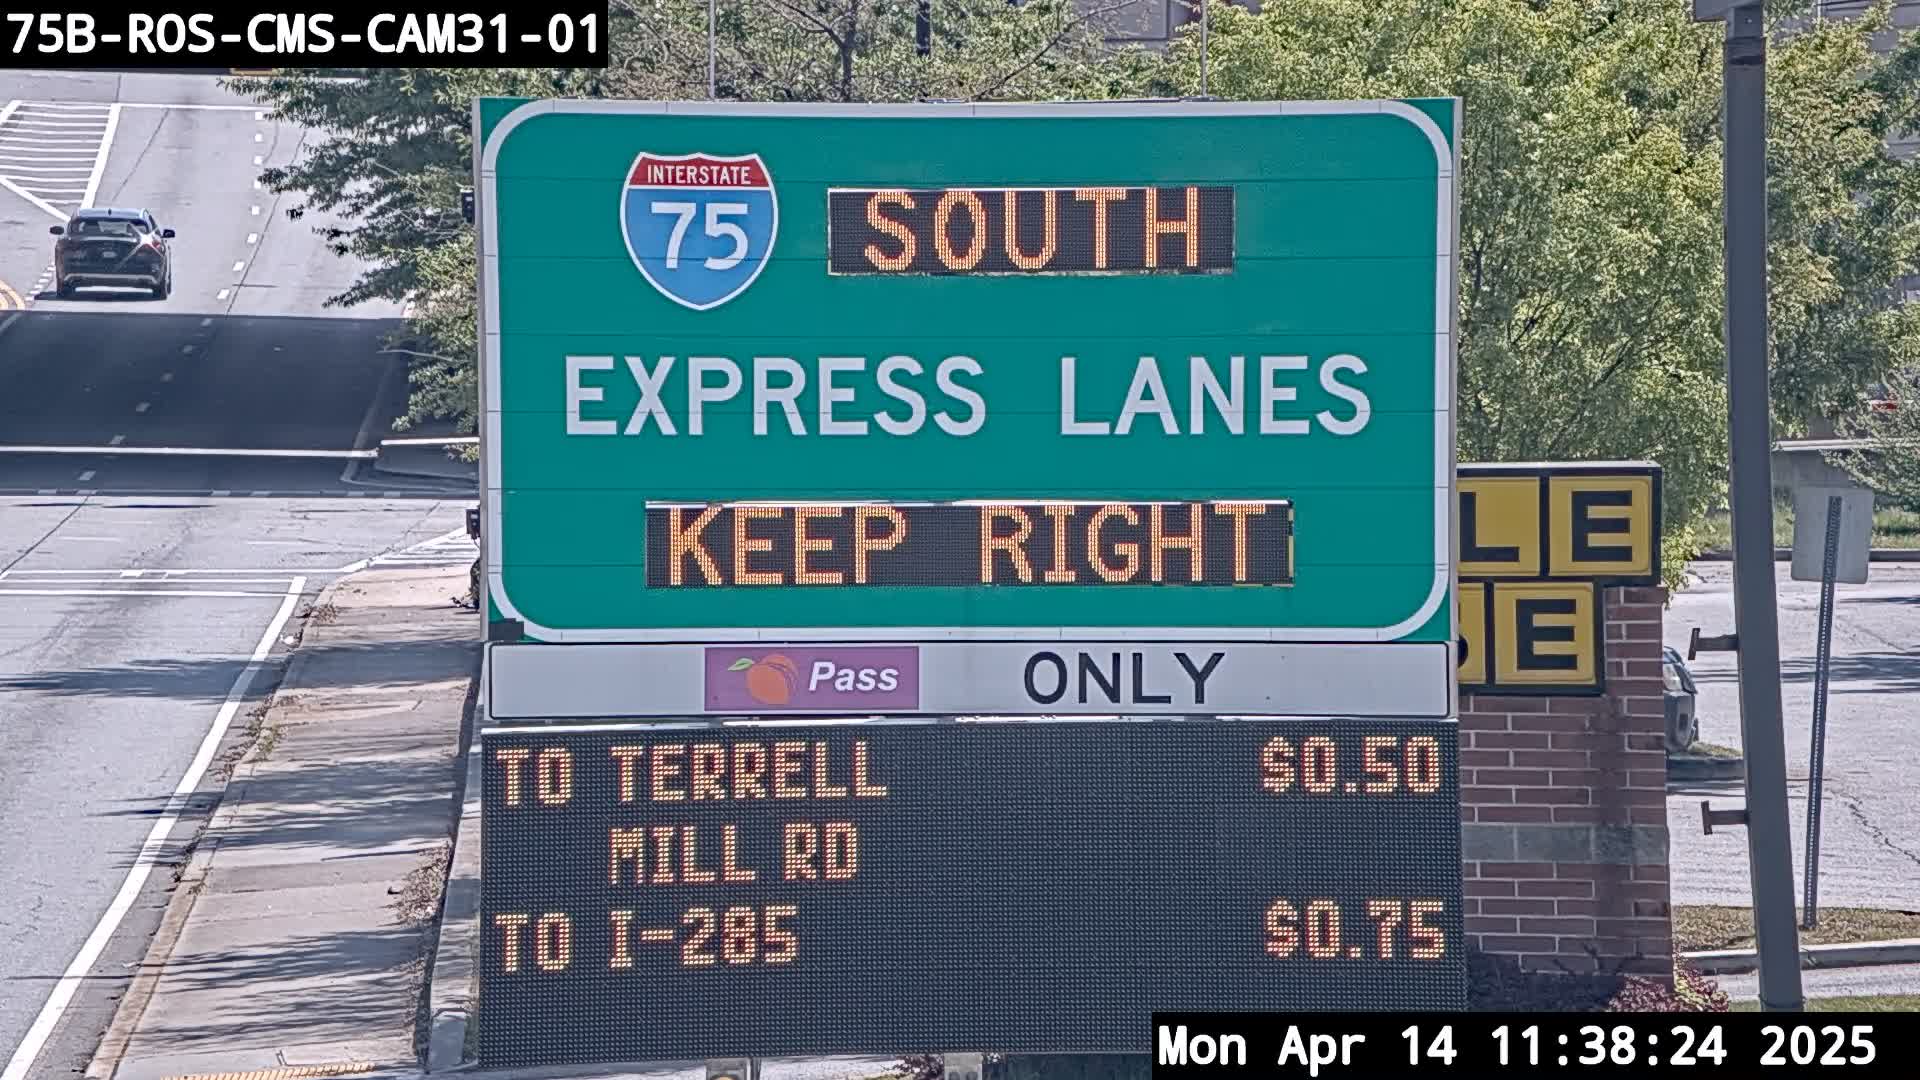 75B-ROS-CMS-CAM31-01
INTERSTATE
75
SOUTH
EXPRESS LANES
KEEP RIGHT
LE
E
Pass ONLY
TO TERRELL $0.50
MILL RD
TO I-285 $0.75
Mon Apr 14 11:38:24 2025